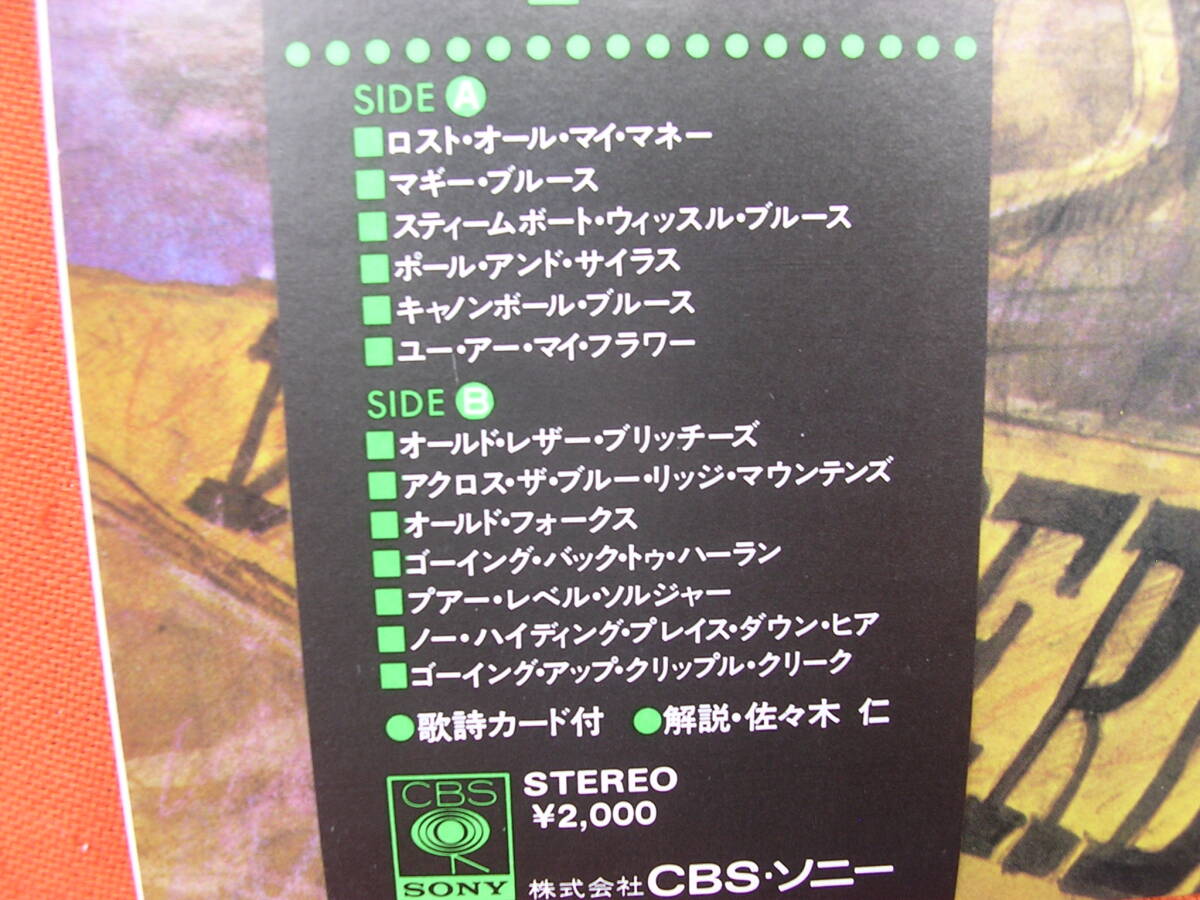 SIDE A
ロスト・オール・マイ・マネー
マギー・ブルース
スティームボート・ウィッスル・ブルース
ポール・アンド・サイラス
キャノンボール・ブルース
ユー・アー・マイ・フラワー
SIDE B
オールド・レザー・ブリッチーズ
アクロス・ザ・ブルー・リッジ・マウンテンズ
オールド・フォークス
ゴーイング・バック・トゥ・ハーラン
プアー・レベル・ソルジャー
ノー・ハイディング・プレイス・ダウン・ヒア
ゴーイング・アップ・クリップル・クリーク
●歌詩カード付 ●解説・佐々木 仁
CBS
SONY
STEREO
¥2,000
株式会社CBS・ソニー